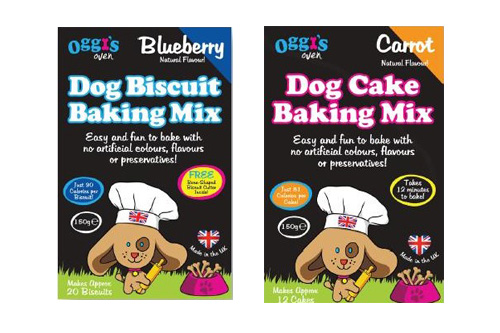 Oggi's
oven
Blueberry
Natural Flavour!
Dog Biscuit
Baking Mix
Easy and fun to bake with
no artificial colours, flavours
or preservatives!
Just 90
Calories per
Biscuit!
FREE
Bone-Shaped
Biscuit Cutter
Inside!
150g℮
Made in the UK
Makes Approx
20 Biscuits
Oggi's
oven
Carrot
Natural Flavour!
Dog Cake
Baking Mix
Easy and fun to bake with
no artificial colours, flavours
or preservatives!
Just 61
Calories per
Cake!
Takes
12 minutes
to bake!
150g℮
Made in the UK
Makes Approx
12 Cakes